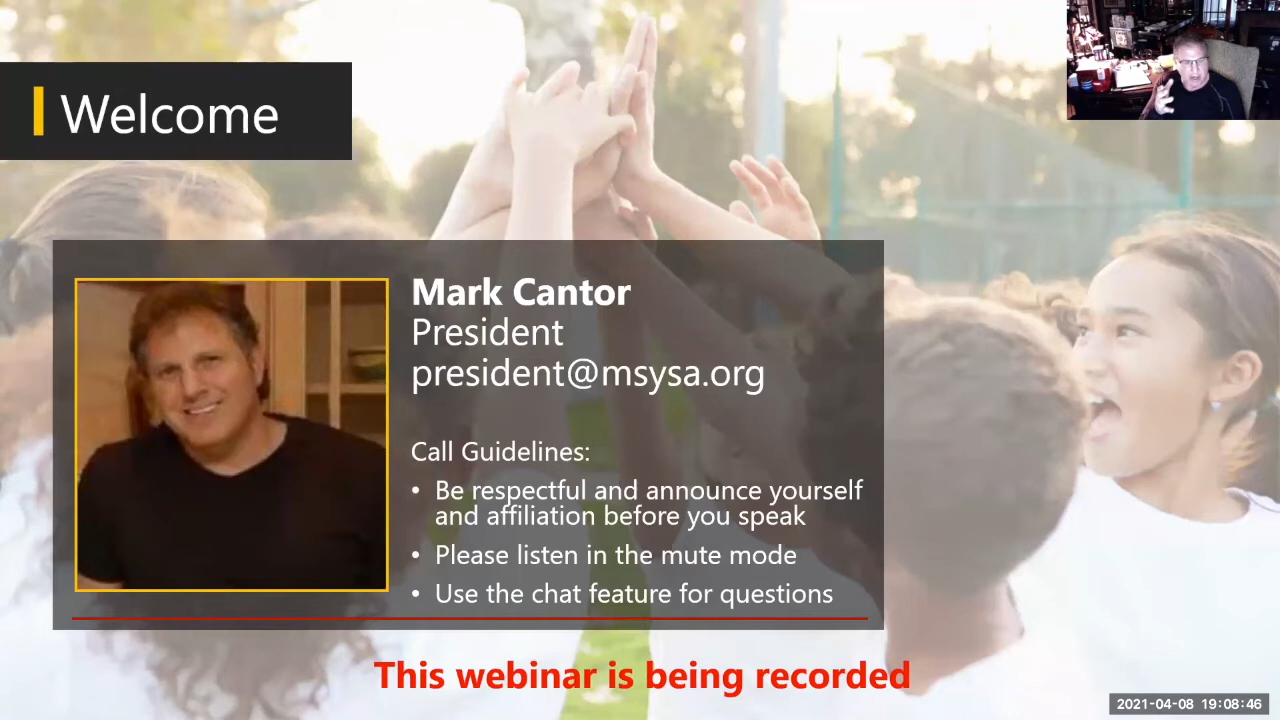 Welcome
Mark Cantor
President
president@msysa.org
Call Guidelines:
• Be respectful and announce yourself
and affiliation before you speak
• Please listen in the mute mode
• Use the chat feature for questions
This webinar is being recorded
2021-04-08 19:08:46